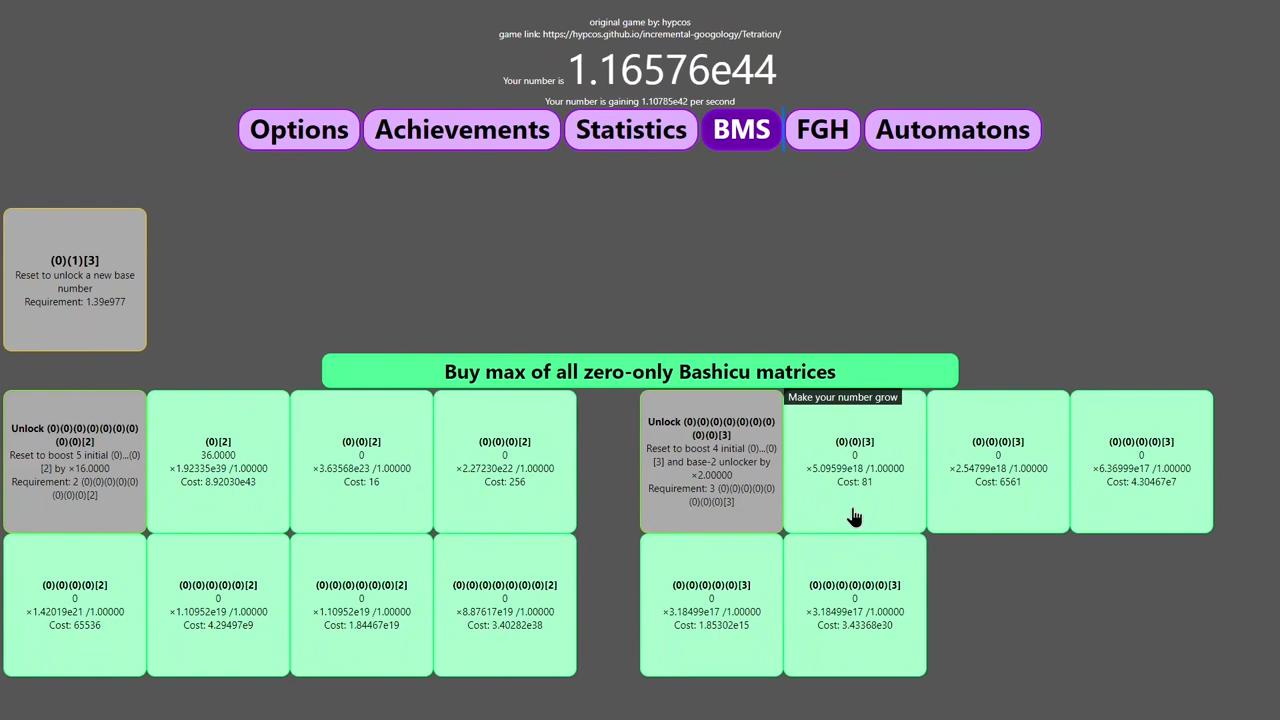 original game by: hypcos
game link: https://hypcos.github.io/incremental-googology/Tetration/
Your number is 1.16576e44
Your number is gaining 1.10785e42 per second
Options
Achievements
Statistics
BMS
FGH
Automatons
(0)(1)[3]
Reset to unlock a new base
number
Requirement: 1.39e977
Buy max of all zero-only Bashicu matrices
Unlock (0)(0)(0)(0)(0)(0)(0)
(0)(0)[2]
Reset to boost 5 initial (0)...(0)
[2] by ×16.0000
Requirement: 2 (0)(0)(0)(0)(0)
(0)(0)(0)[2]
(0)[2]
36.0000
×1.92335e39 /1.00000
Cost: 8.92030e43
(0)(0)[2]
0
×3.63568e23 /1.00000
Cost: 16
(0)(0)(0)[2]
0
×2.27230e22 /1.00000
Cost: 256
Unlock (0)(0)(0)(0)(0)(0)(0)
(0)(0)[3]
Reset to boost 4 initial (0)...(0)
[3] and base-2 unlocker by
×2.00000
Requirement: 3 (0)(0)(0)(0)(0)
(0)(0)(0)[3]
Make your number grow
(0)(0)[3]
0
×5.09599e18 /1.00000
Cost: 81
(0)(0)(0)[3]
0
×2.54799e18 /1.00000
Cost: 6561
(0)(0)(0)(0)[3]
0
×6.36999e17 /1.00000
Cost: 4.30467e7
(0)(0)(0)(0)[2]
0
×1.42019e21 /1.00000
Cost: 65536
(0)(0)(0)(0)(0)[2]
0
×1.10952e19 /1.00000
Cost: 4.29497e9
(0)(0)(0)(0)(0)(0)[2]
0
×1.10952e19 /1.00000
Cost: 1.84467e19
(0)(0)(0)(0)(0)(0)(0)[2]
0
×8.87617e19 /1.00000
Cost: 3.40282e38
(0)(0)(0)(0)(0)[3]
0
×3.18499e17 /1.00000
Cost: 1.85302e15
(0)(0)(0)(0)(0)(0)[3]
0
×3.18499e17 /1.00000
Cost: 3.43368e30